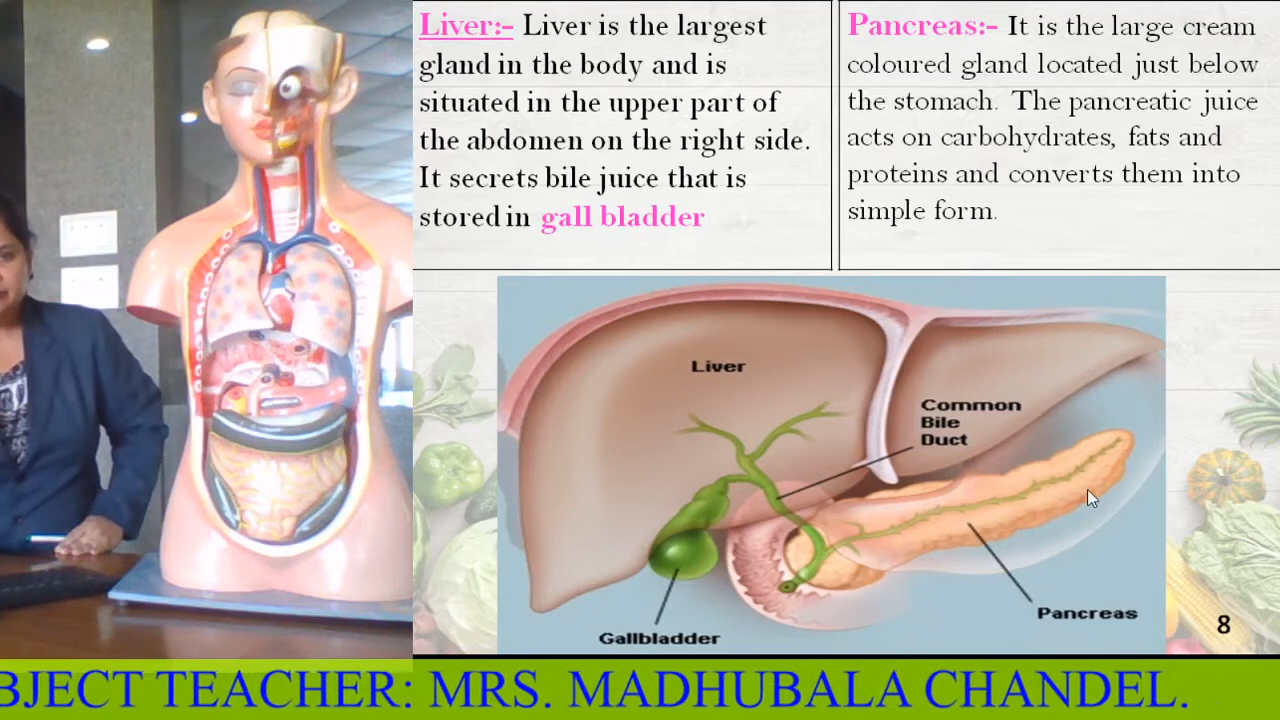 Liver:- Liver is the largest
gland in the body and is
situated in the upper part of
the abdomen on the right side.
It secrets bile juice that is
stored in gall bladder
Pancreas:- It is the large cream
coloured gland located just below
the stomach. The pancreatic juice
acts on carbohydrates, fats and
proteins and converts them into
simple form.
Liver
Common
Bile
Duct
Pancreas
Gallbladder
8
BJECT TEACHER: MRS. MADHUBALA CHANDEL.